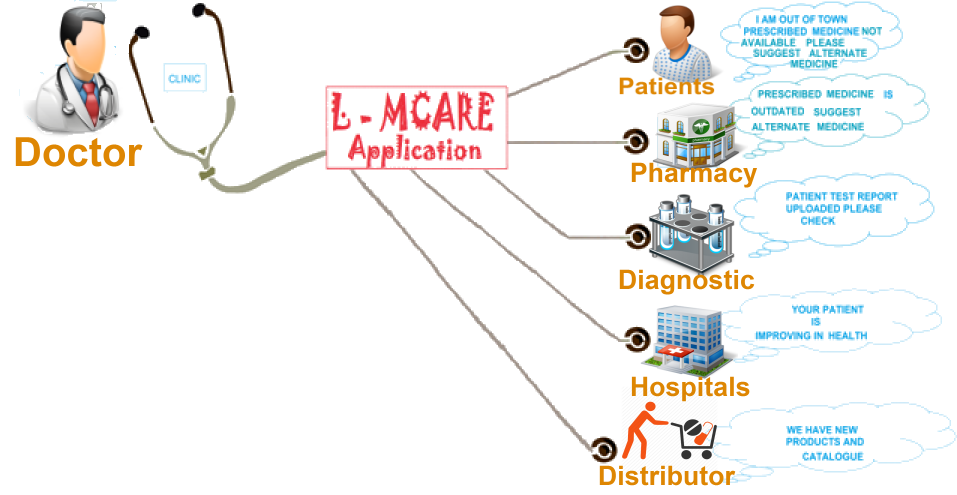 CLINIC
Doctor
L - MCARE
Application
I AM OUT OF TOWN
PRESCRIBED MEDICINE NOT
AVAILABLE PLEASE
SUGGEST ALTERNATE
MEDICINE
Patients
PRESCRIBED MEDICINE IS
OUTDATED SUGGEST
ALTERNATE MEDICINE
Pharmacy
PATIENT TEST REPORT
UPLOADED PLEASE
CHECK
Diagnostic
YOUR PATIENT
IS
IMPROVING IN HEALTH
Hospitals
WE HAVE NEW
PRODUCTS AND
CATALOGUE
Distributor